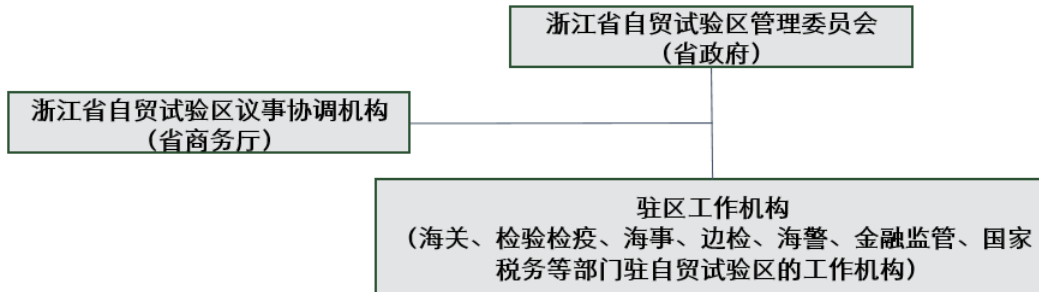 浙江省自贸试验区管理委员会
（省政府）
浙江省自贸试验区议事协调机构
（省商务厅）
驻区工作机构
（海关、检验检疫、海事、边检、海警、金融监管、国家
税务等部门驻自贸试验区的工作机构）